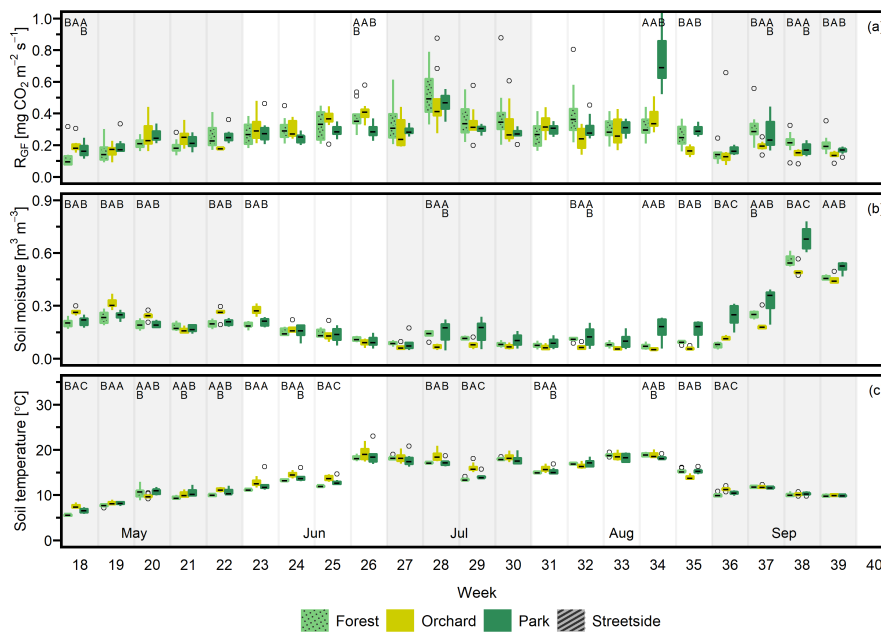 BAA AAB AAB BAB BAA BAB BAB
B B B
(a)
1.0
0.8
0.6
0.4
0.2
0.0
R_GF [mg CO2 m−2 s−1]
BAB BAB BAB BAB BAB BAA AAB AAB BAB BAC AAB BAC AAB
B B B
(b)
0.9
0.6
0.3
0.0
Soil moisture [m3 m−3]
BAC BAA AAB AAB AAB BAA BAA BAC BAB BAC BAA AAB BAB BAC
B B B B B B
(c)
30
20
10
0
Soil temperature [°C]
May Jun Jul Aug Sep
18 19 20 21 22 23 24 25 26 27 28 29 30 31 32 33 34 35 36 37 38 39 40
Week
Forest Orchard Park Streetside